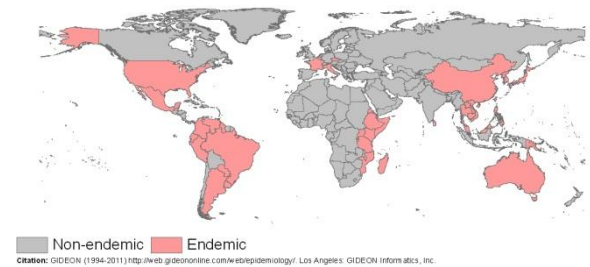 Non-endemic Endemic
Citation: GIDEON (1994-2011) http://web.gideononline.com/web/epidemiology/. Los Angeles: GIDEON Informatics, Inc.